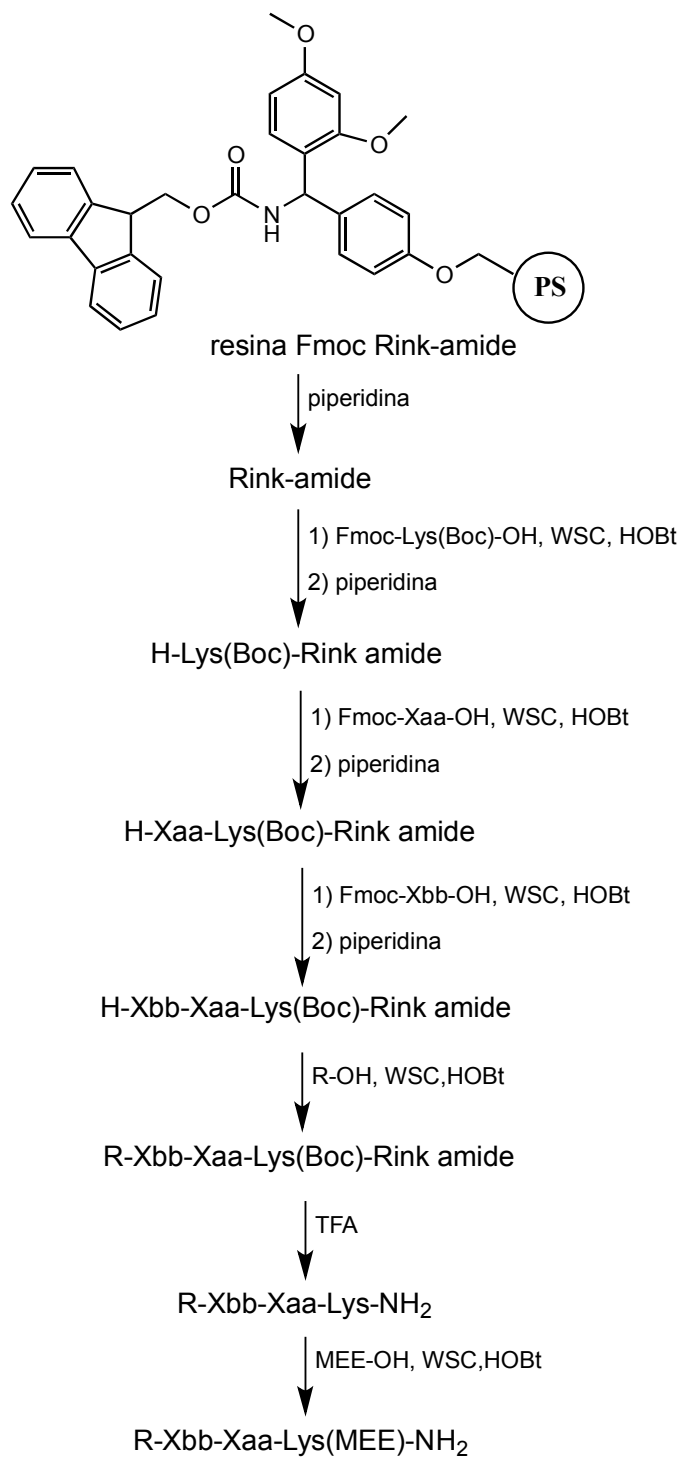 O
O
O
O
N
H
O
PS
resina Fmoc Rink-amide
piperidina
Rink-amide
1) Fmoc-Lys(Boc)-OH, WSC, HOBt
2) piperidina
H-Lys(Boc)-Rink amide
1) Fmoc-Xaa-OH, WSC, HOBt
2) piperidina
H-Xaa-Lys(Boc)-Rink amide
1) Fmoc-Xbb-OH, WSC, HOBt
2) piperidina
H-Xbb-Xaa-Lys(Boc)-Rink amide
R-OH, WSC,HOBt
R-Xbb-Xaa-Lys(Boc)-Rink amide
TFA
R-Xbb-Xaa-Lys-NH₂
MEE-OH, WSC,HOBt
R-Xbb-Xaa-Lys(MEE)-NH₂